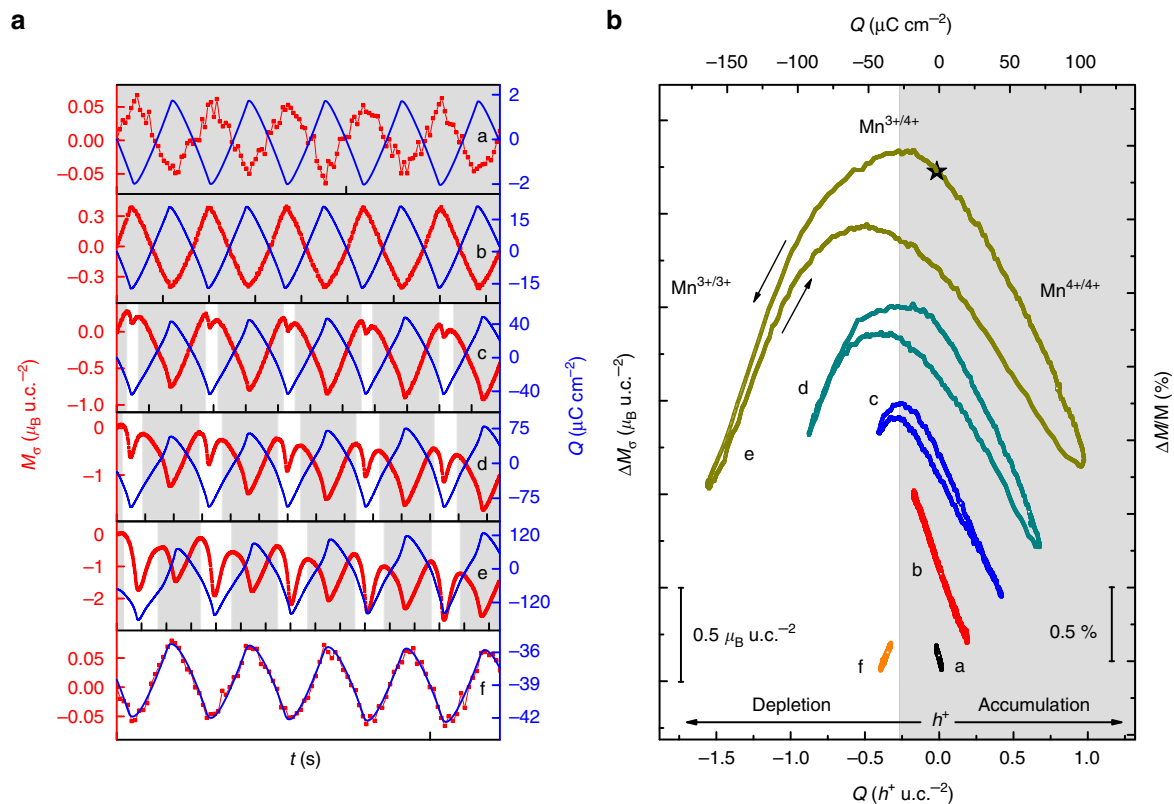 a
0.05
0.00
−0.05
2
0
−2
a
0.3
0.0
−0.3
15
0
−15
b
0.0
−0.5
−1.0
40
0
−40
c
0
−1
75
0
−75
d
0
−1
−2
120
0
−120
e
0.05
0.00
−0.05
−36
−39
−42
f
Mσ (μB u.c.−2)
Q (μC cm−2)
t (s)
b
Q (μC cm−2)
−150 −100 −50 0 50 100
Mn3+/4+
Mn3+/3+
Mn4+/4+
d
c
e
b
f
a
ΔMσ (μB u.c.−2)
ΔM/M (%)
0.5 μB u.c.−2
0.5 %
Depletion h+ Accumulation
−1.5 −1.0 −0.5 0.0 0.5 1.0
Q (h+ u.c.−2)